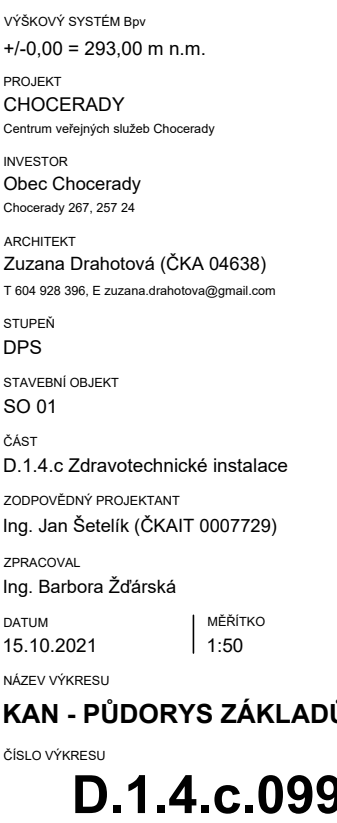 VÝŠKOVÝ SYSTÉM Bpv
+/-0,00 = 293,00 m n.m.
PROJEKT
CHOCERADY
Centrum veřejných služeb Chocerady
INVESTOR
Obec Chocerady
Chocerady 267, 257 24
ARCHITEKT
Zuzana Drahotová (ČKA 04638)
T 604 928 396, E zuzana.drahotova@gmail.com
STUPEŇ
DPS
STAVEBNÍ OBJEKT
SO 01
ČÁST
D.1.4.c Zdravotechnické instalace
ZODPOVĚDNÝ PROJEKTANT
Ing. Jan Šetelík (ČKAIT 0007729)
ZPRACOVAL
Ing. Barbora Žďárská
DATUM MĚŘÍTKO
15.10.2021 1:50
NÁZEV VÝKRESU
KAN - PŮDORYS ZÁKLADŮ
ČÍSLO VÝKRESU
D.1.4.c.099